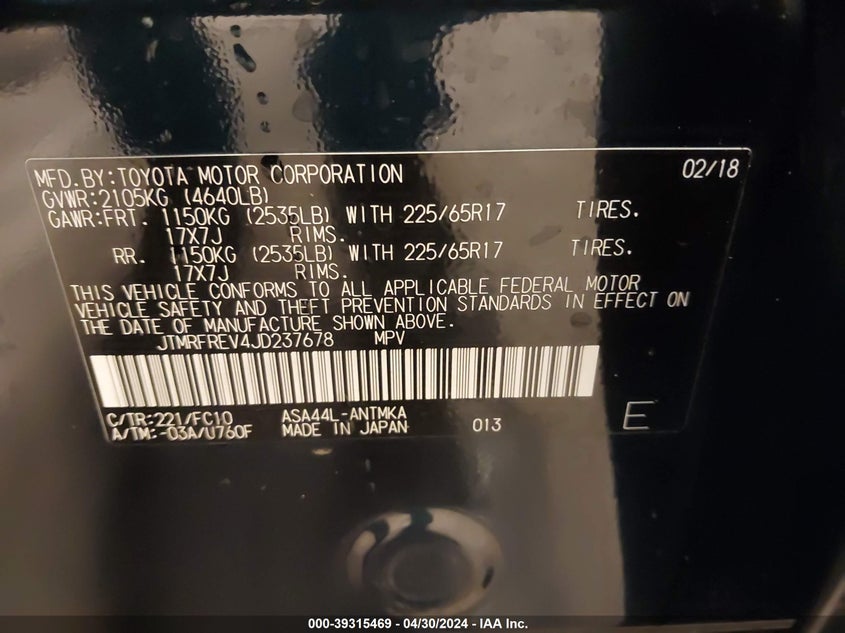 MFD.BY:TOYOTA MOTOR CORPORATION 02/18
GVWR:2105KG (4640LB)
GAWR:FRT. 1150KG (2535LB) WITH 225/65R17 TIRES.
17X7J RIMS.
RR. 1150KG (2535LB) WITH 225/65R17 TIRES.
17X7J RIMS.
THIS VEHICLE CONFORMS TO ALL APPLICABLE FEDERAL MOTOR
VEHICLE SAFETY AND THEFT PREVENTION STANDARDS IN EFFECT ON
THE DATE OF MANUFACTURE SHOWN ABOVE.
JTMRFREV4JD237678 MPV
C/TR:221/FC10 ASA44L-ANTMKA
A/TM:-03A/U760F MADE IN JAPAN 013 E
000-39315469 - 04/30/2024 - IAA Inc.